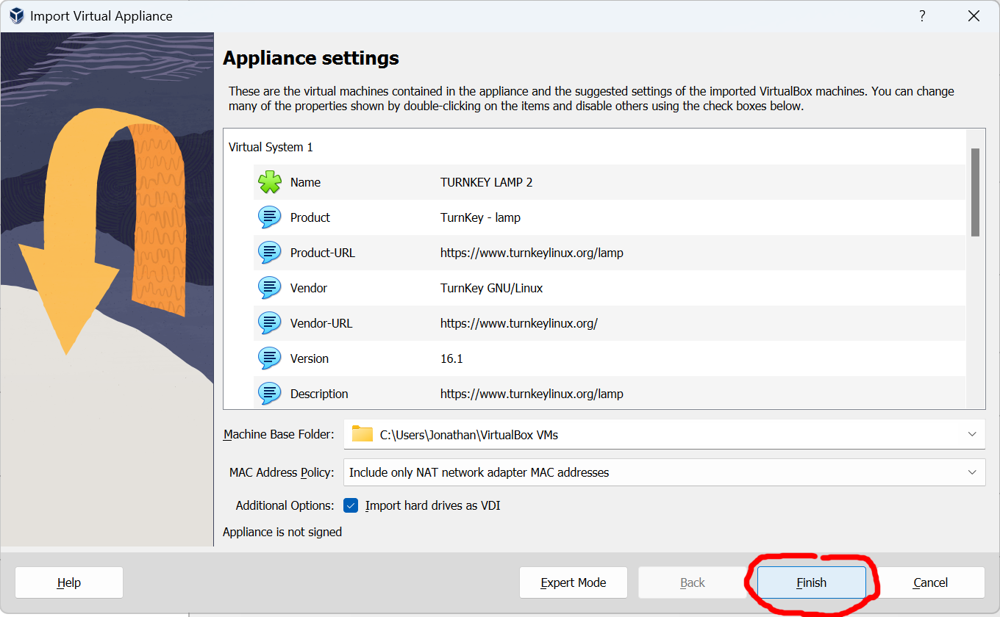 Import Virtual Appliance
?
Appliance settings
These are the virtual machines contained in the appliance and the suggested settings of the imported VirtualBox machines. You can change
many of the properties shown by double-clicking on the items and disable others using the check boxes below.
Virtual System 1
Name TURNKEY LAMP 2
Product TurnKey - lamp
Product-URL https://www.turnkeylinux.org/lamp
Vendor TurnKey GNU/Linux
Vendor-URL https://www.turnkeylinux.org/
Version 16.1
Description https://www.turnkeylinux.org/lamp
Machine Base Folder: C:\Users\Jonathan\VirtualBox VMs
MAC Address Policy: Include only NAT network adapter MAC addresses
Additional Options: Import hard drives as VDI
Appliance is not signed
Help Expert Mode Back Finish Cancel